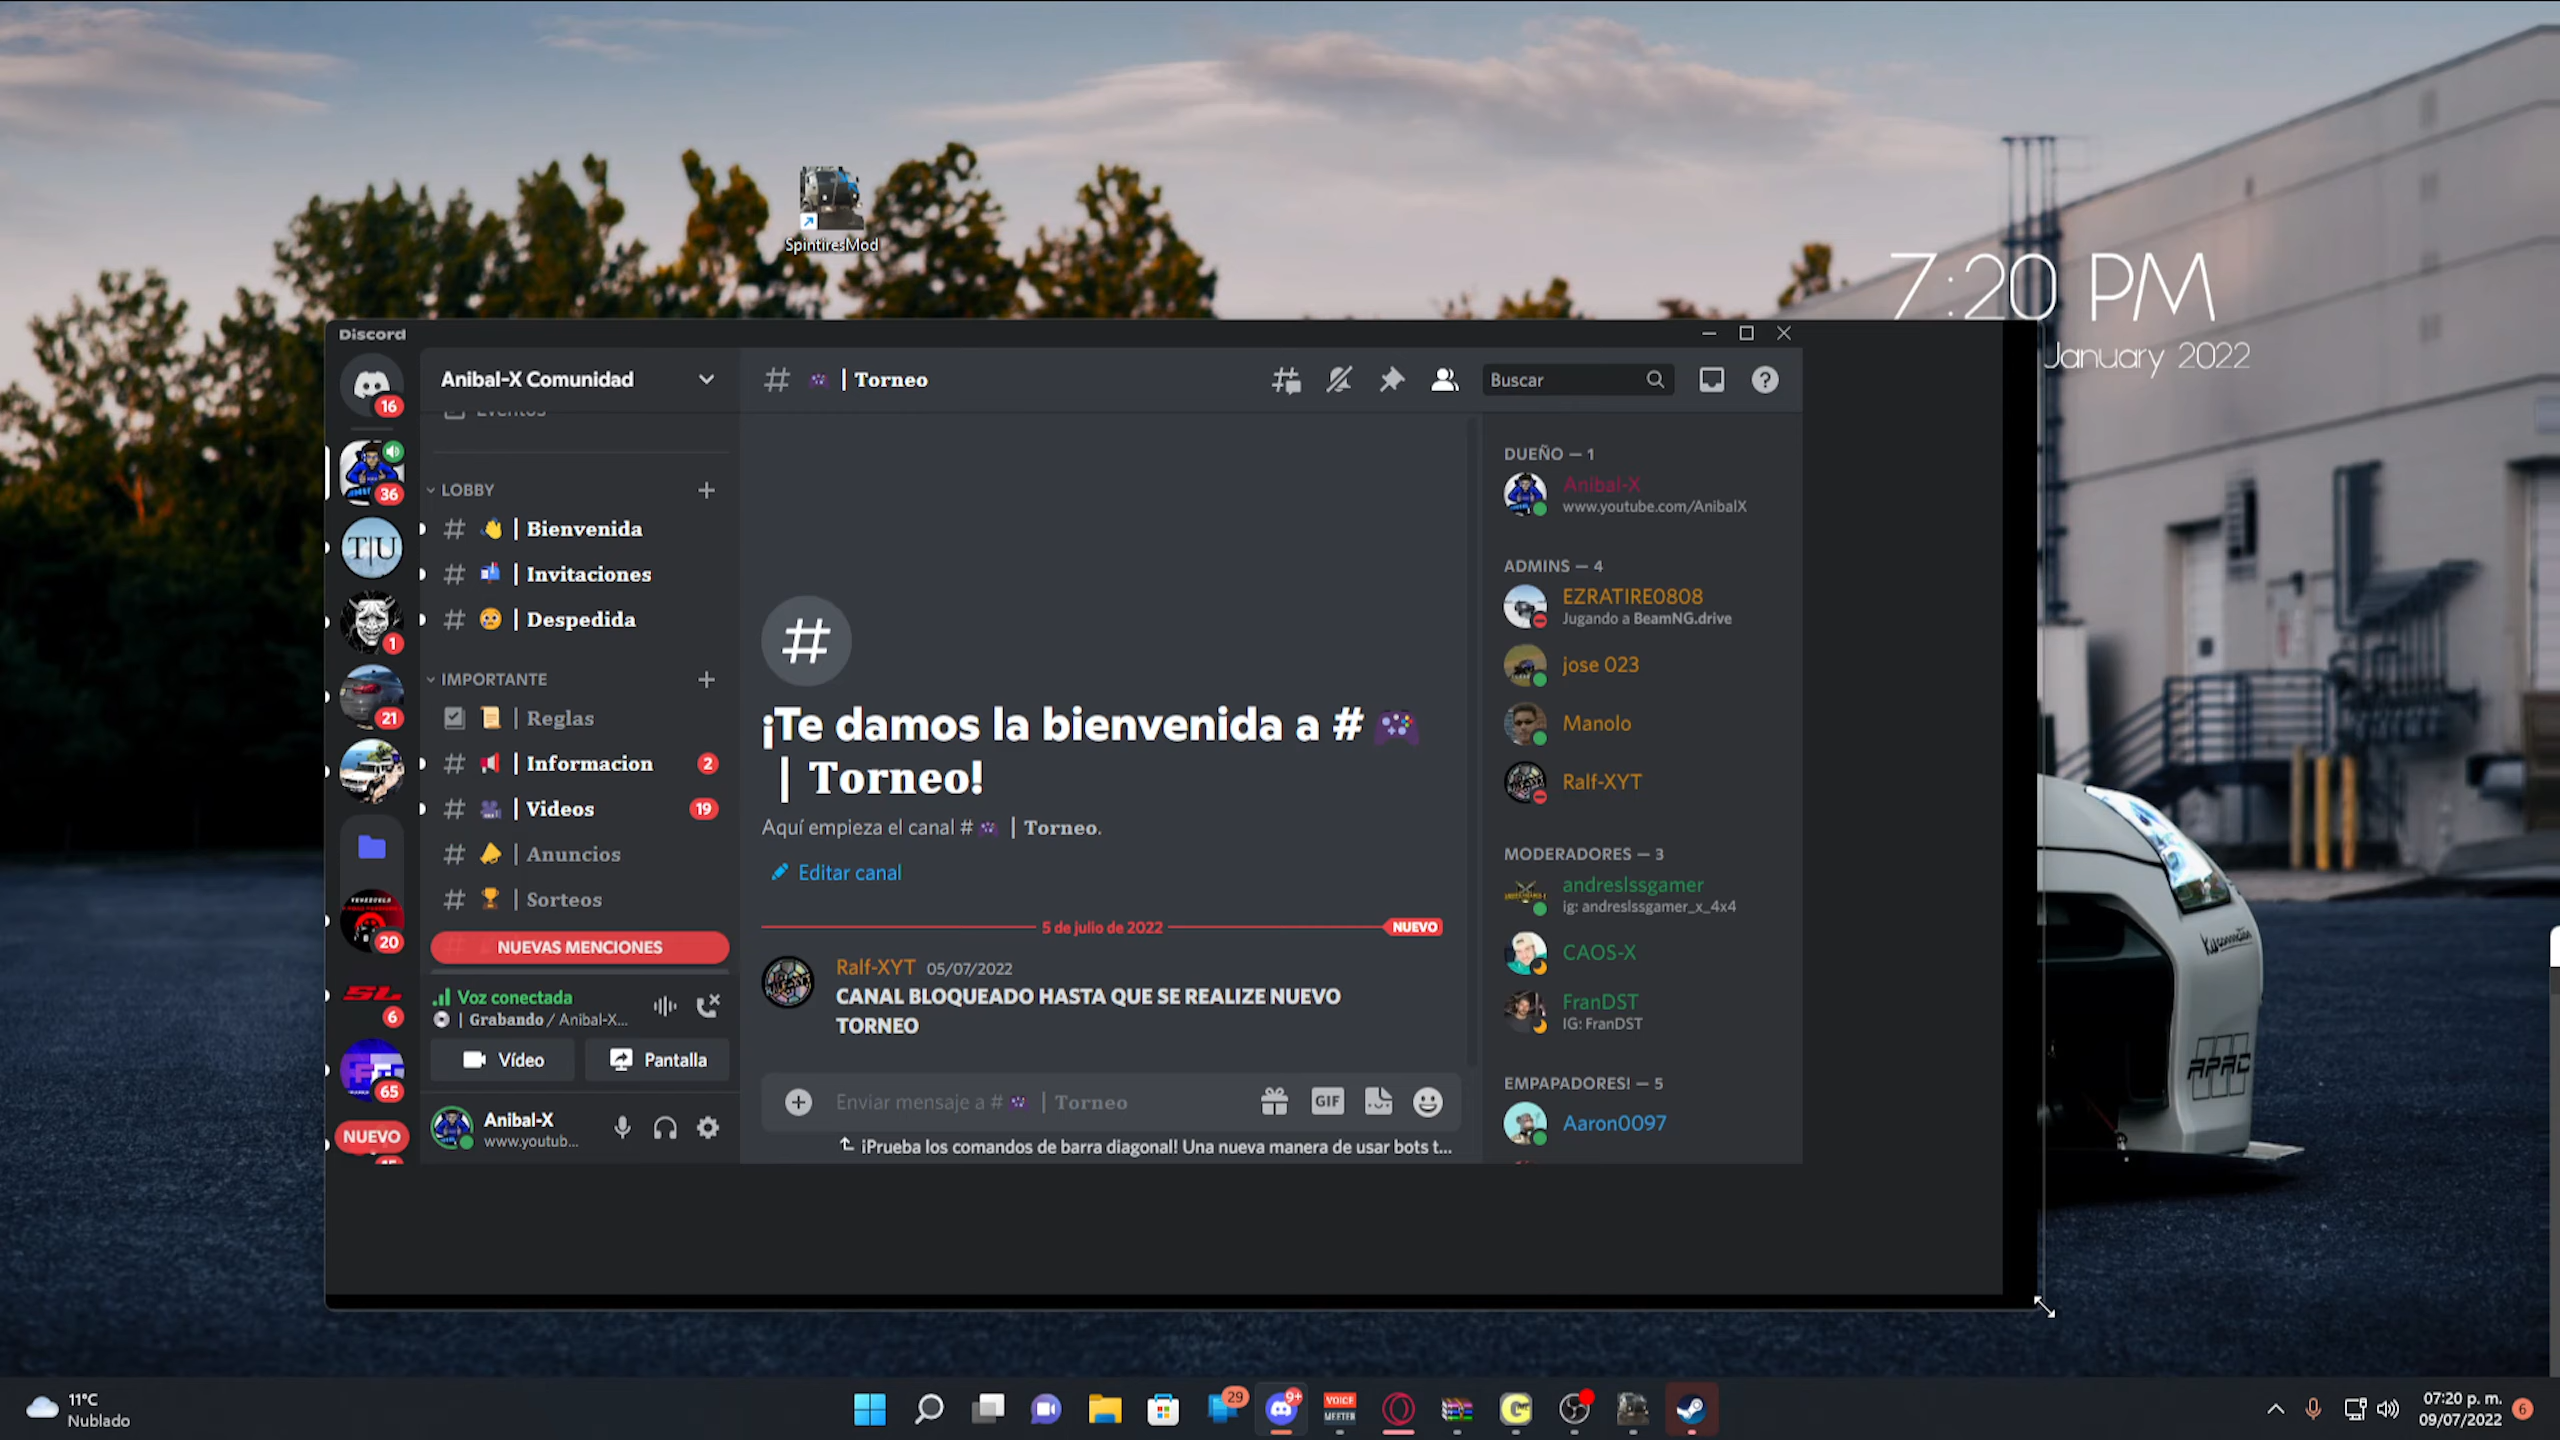 SpintiresMod
7:20 PM
January 2022
Discord
16
36
1
21
20
6
65
NUEVO
Anibal-X Comunidad
Eventos
LOBBY
| Bienvenida
| Invitaciones
| Despedida
IMPORTANTE
| Reglas
| Informacion 2
| Videos 19
| Anuncios
| Sorteos
NUEVAS MENCIONES
Voz conectada
| Grabando / Anibal-X...
Vídeo Pantalla
Anibal-X
www.youtub...
# | Torneo
Buscar
¡Te damos la bienvenida a #
| Torneo!
Aquí empieza el canal # | Torneo.
Editar canal
5 de julio de 2022 NUEVO
Ralf-XYT 05/07/2022
CANAL BLOQUEADO HASTA QUE SE REALIZE NUEVO
TORNEO
Enviar mensaje a # | Torneo
GIF
¡Prueba los comandos de barra diagonal! Una nueva manera de usar bots t...
DUEÑO — 1
Anibal-X
www.youtube.com/AnibalX
ADMINS — 4
EZRATIRE0808
Jugando a BeamNG.drive
jose 023
Manolo
Ralf-XYT
MODERADORES — 3
andreslssgamer
ig: andreslssgamer_x_4x4
CAOS-X
FranDST
IG: FranDST
EMPAPADORES! — 5
Aaron0097
T|U
SL
VENEZUELA
APAC
11°C
Nublado
29
9+
VOICE
MEETER
07:20 p. m.
09/07/2022
6